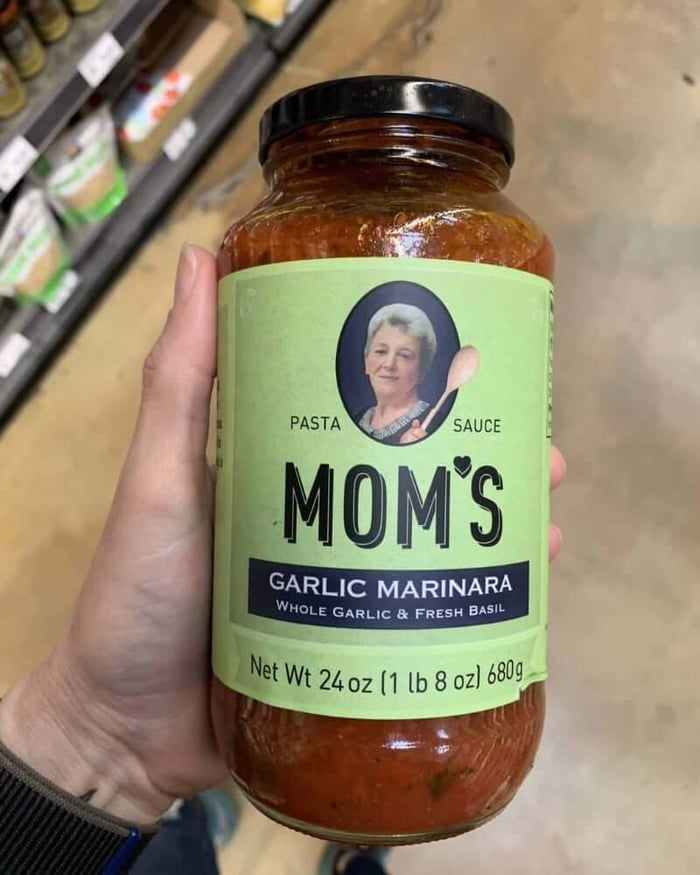 PASTA SAUCE
MOM'S
GARLIC MARINARA
WHOLE GARLIC & FRESH BASIL
Net Wt 24 oz (1 lb 8 oz) 680g